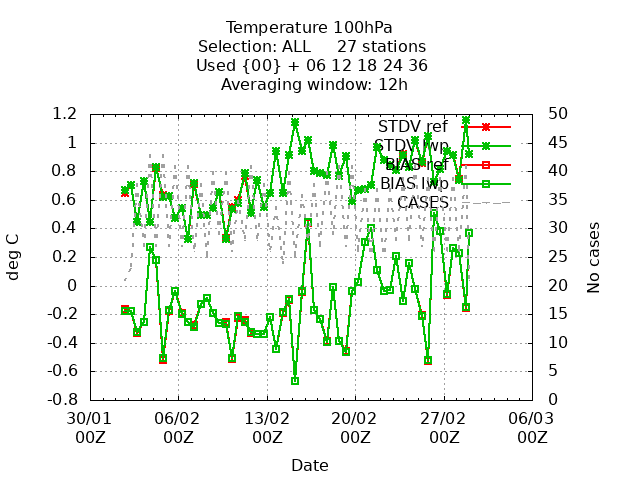 Temperature 100hPa
Selection: ALL 27 stations
Used {00} + 06 12 18 24 36
Averaging window: 12h
1.2
1
0.8
0.6
0.4
0.2
0
-0.2
-0.4
-0.6
-0.8
deg C
STDV ref
STDV lwp
BIAS ref
BIAS lwp
CASES
50
45
40
35
30
25
20
15
10
5
0
No cases
30/01 06/02 13/02 20/02 27/02 06/03
00Z 00Z 00Z 00Z 00Z 00Z
Date